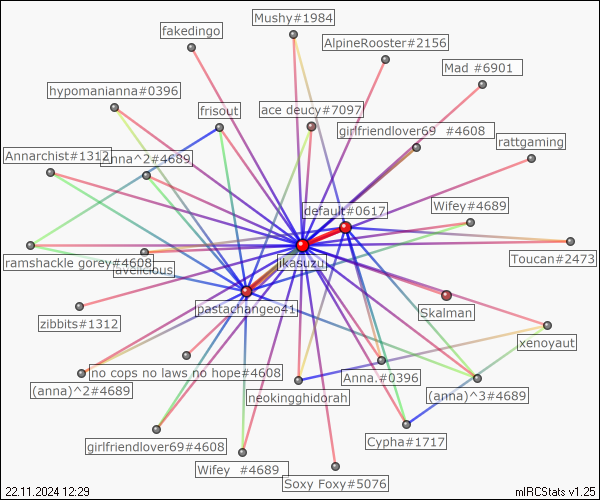 Mushy#1984
fakedingo
AlpineRooster#2156
Mad #6901
hypomanianna#0396
frisout
ace deucy#7097
girlfriendlover69  #4608
rattgaming
Annarchist#1312
anna^2#4689
default#0617
Wifey#4689
Toucan#2473
ramshackle gorey#4608
avelicious
jkasuzu
Skalman
pastachangeo41
zibbits#1312
xenoyaut
no cops no laws no hope#4608
Anna.#0396
(anna)^2#4689
neokingghidorah
(anna)^3#4689
girlfriendlover69#4608
Cypha#1717
Wifey  #4689
Soxy Foxy#5076
22.11.2024 12:29
mIRCStats v1.25